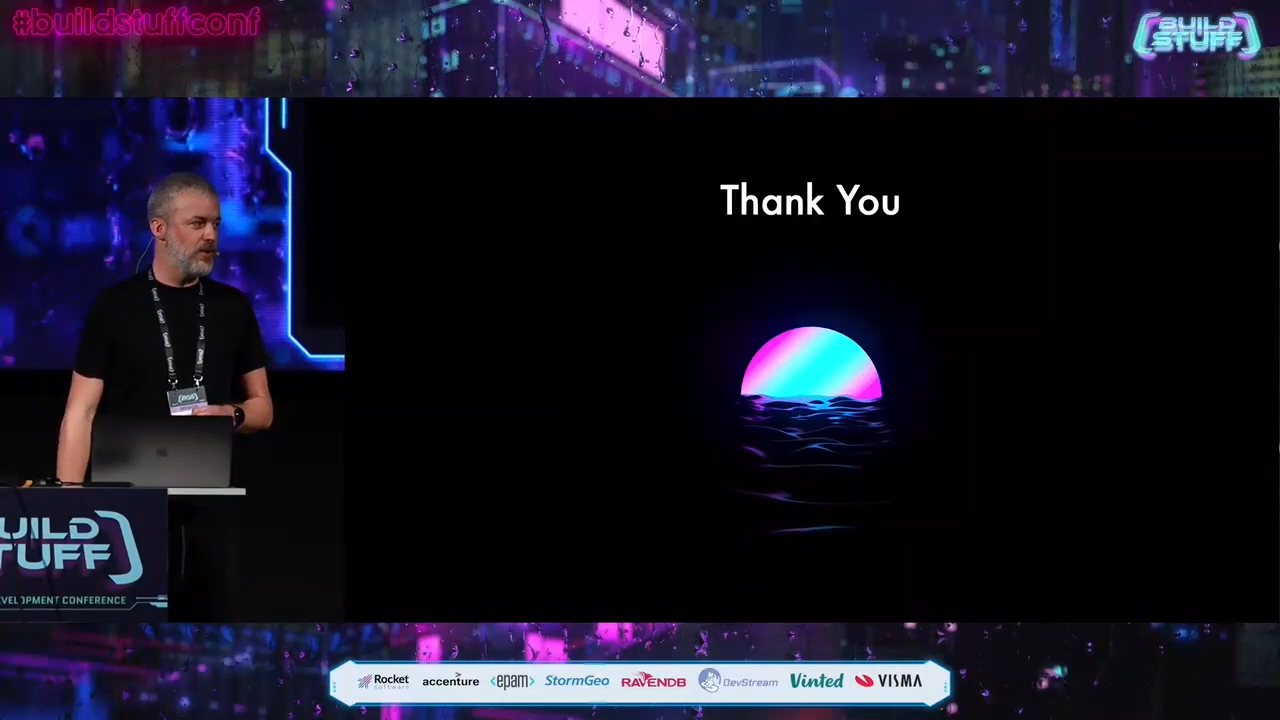 #buildstuffconf
BUILD
STUFF
Thank You
UILD
TUFF
VELOPMENT CONFERENCE
Rocket
software
accenture
<epam>
StormGeo
RAVENDB
DevStream
Vinted
VISMA